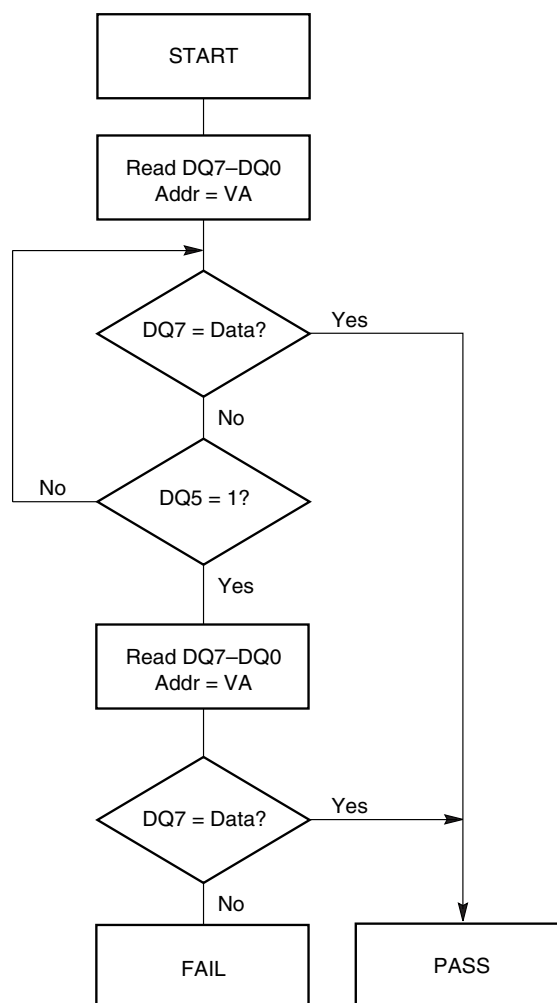 START
Read DQ7–DQ0
Addr = VA
DQ7 = Data?
Yes
No
No
DQ5 = 1?
Yes
Read DQ7–DQ0
Addr = VA
DQ7 = Data?
Yes
No
FAIL
PASS